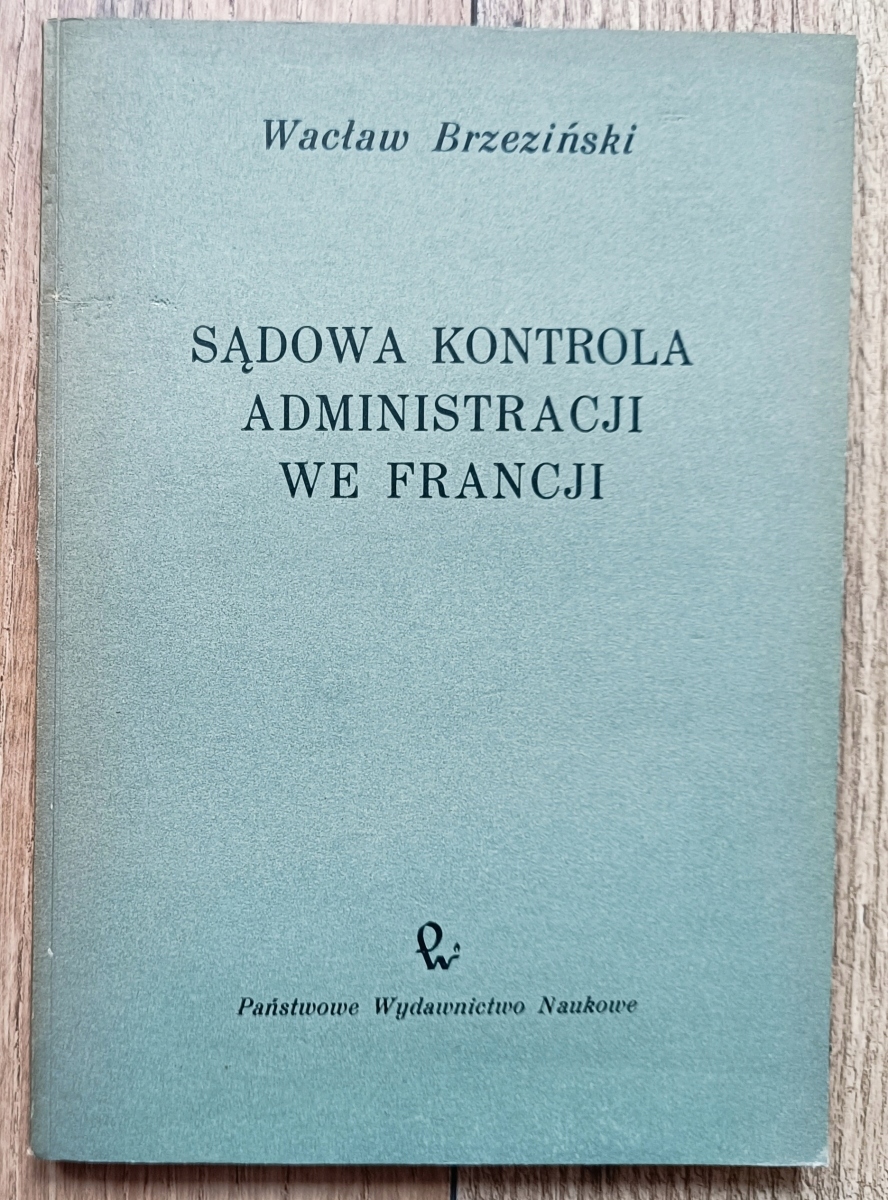 Wacław Brzeziński
SĄDOWA KONTROLA
ADMINISTRACJI
WE FRANCJI
Państwowe Wydawnictwo Naukowe